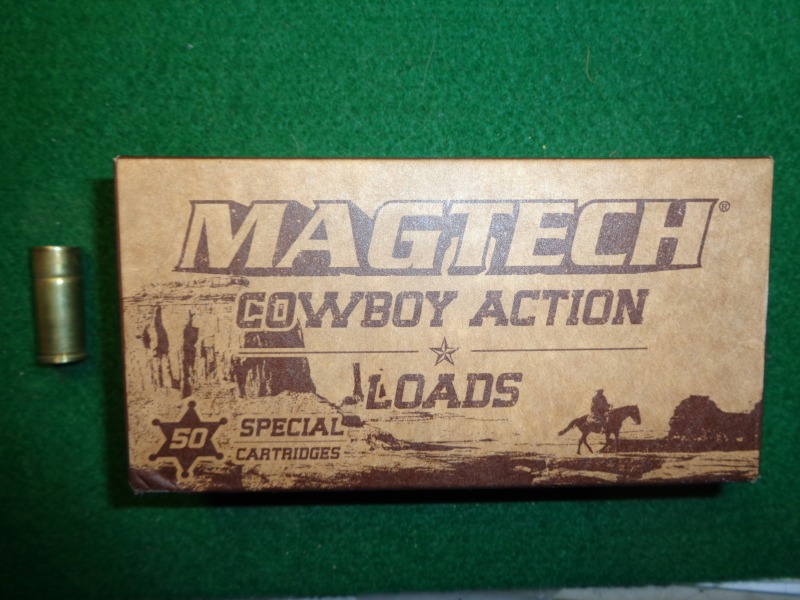 MAGTECH®
COWBOY ACTION
LOADS
50 SPECIAL
CARTRIDGES